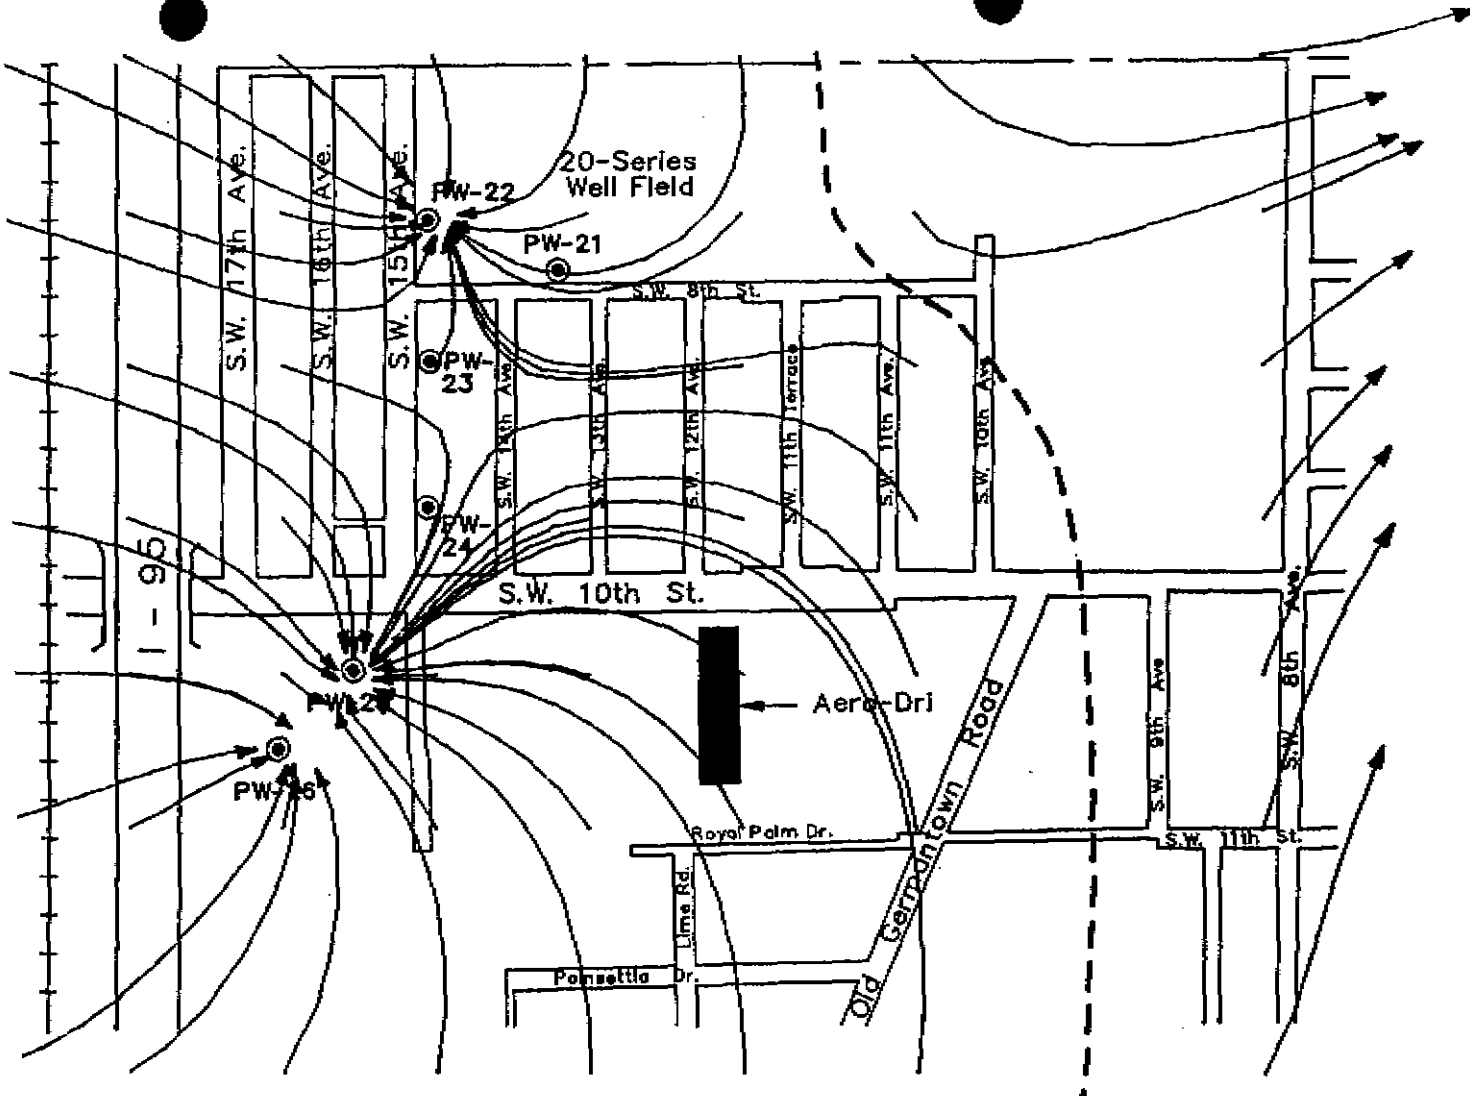 20-Series
Well Field
PW-22
PW-21
S.W. 17th Ave.
S.W. 16th Ave.
S.W. 15th Ave.
S.W. 8th St.
PW-
23
S.W. 14th Ave.
S.W. 13th Ave.
S.W. 12th Ave.
S.W. 11th Terrace
S.W. 11th Ave.
S.W. 10th Ave.
PW-
24
I-95
S.W. 10th St.
Aero-Dri
PW-26
S.W. 9th Ave
S.W. 8th Ave.
Old Germantown Road
Royal Palm Dr.
S.W. 11th St.
Lime Rd.
Poinsettia Dr.